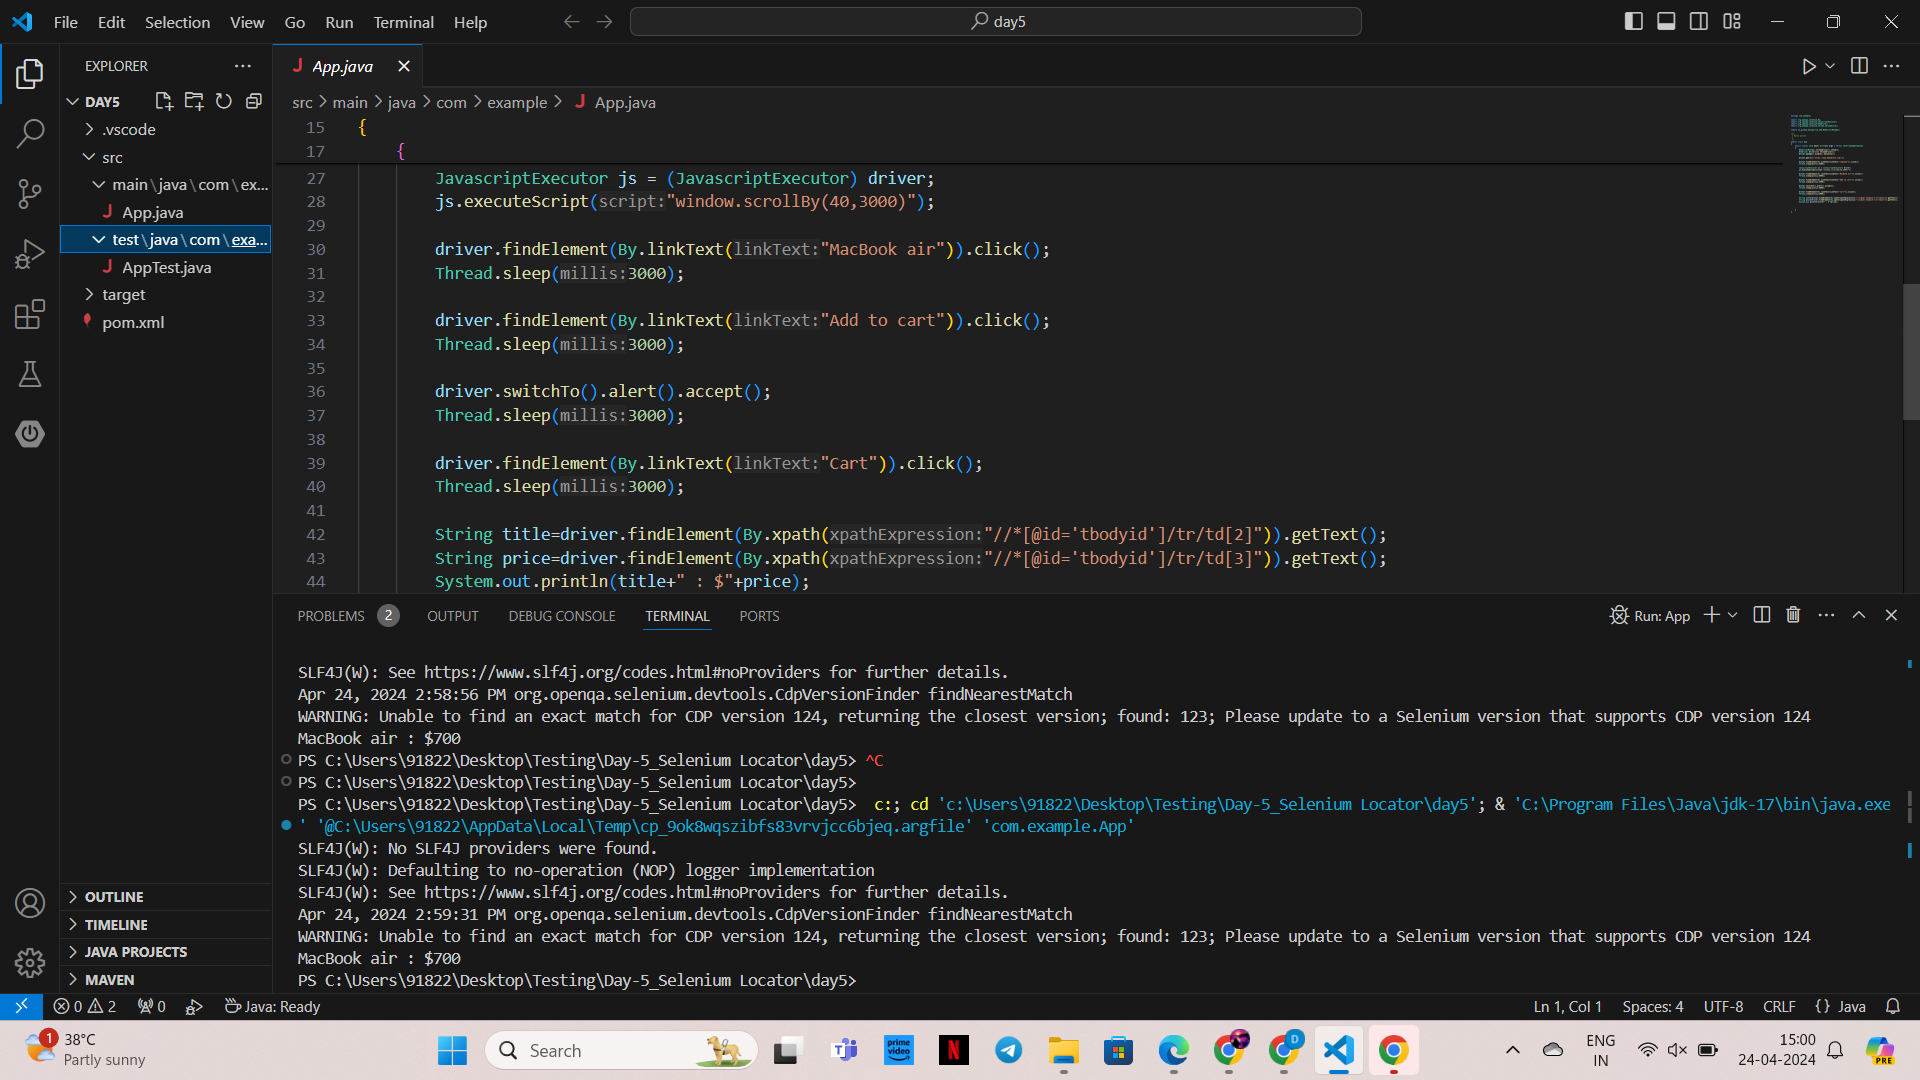 File Edit Selection View Go Run Terminal Help
day5
EXPLORER
DAY5
.vscode
src
main\java\com\ex...
App.java
test\java\com\exa...
AppTest.java
target
pom.xml
OUTLINE
TIMELINE
JAVA PROJECTS
MAVEN
J App.java
src > main > java > com > example > J App.java
15 {
17 {
27 JavascriptExecutor js = (JavascriptExecutor) driver;
28 js.executeScript(script:"window.scrollBy(40,3000)");
29
30 driver.findElement(By.linkText(linkText:"MacBook air")).click();
31 Thread.sleep(millis:3000);
32
33 driver.findElement(By.linkText(linkText:"Add to cart")).click();
34 Thread.sleep(millis:3000);
35
36 driver.switchTo().alert().accept();
37 Thread.sleep(millis:3000);
38
39 driver.findElement(By.linkText(linkText:"Cart")).click();
40 Thread.sleep(millis:3000);
41
42 String title=driver.findElement(By.xpath(xpathExpression:"//*[@id='tbodyid']/tr/td[2]")).getText();
43 String price=driver.findElement(By.xpath(xpathExpression:"//*[@id='tbodyid']/tr/td[3]")).getText();
44 System.out.println(title+" : $"+price);
PROBLEMS 2 OUTPUT DEBUG CONSOLE TERMINAL PORTS
Run: App
SLF4J(W): See https://www.slf4j.org/codes.html#noProviders for further details.
Apr 24, 2024 2:58:56 PM org.openqa.selenium.devtools.CdpVersionFinder findNearestMatch
WARNING: Unable to find an exact match for CDP version 124, returning the closest version; found: 123; Please update to a Selenium version that supports CDP version 124
MacBook air : $700
PS C:\Users\91822\Desktop\Testing\Day-5_Selenium Locator\day5> ^C
PS C:\Users\91822\Desktop\Testing\Day-5_Selenium Locator\day5>
PS C:\Users\91822\Desktop\Testing\Day-5_Selenium Locator\day5>  c:; cd 'c:\Users\91822\Desktop\Testing\Day-5_Selenium Locator\day5'; & 'C:\Program Files\Java\jdk-17\bin\java.exe
' '@C:\Users\91822\AppData\Local\Temp\cp_9ok8wqszibfs83vrvjcc6bjeq.argfile' 'com.example.App'
SLF4J(W): No SLF4J providers were found.
SLF4J(W): Defaulting to no-operation (NOP) logger implementation
SLF4J(W): See https://www.slf4j.org/codes.html#noProviders for further details.
Apr 24, 2024 2:59:31 PM org.openqa.selenium.devtools.CdpVersionFinder findNearestMatch
WARNING: Unable to find an exact match for CDP version 124, returning the closest version; found: 123; Please update to a Selenium version that supports CDP version 124
MacBook air : $700
PS C:\Users\91822\Desktop\Testing\Day-5_Selenium Locator\day5>
0 2 0 Java: Ready
Ln 1, Col 1 Spaces: 4 UTF-8 CRLF {} Java
1
38°C
Partly sunny
Search
prime video
N
D
ENG
IN
15:00
24-04-2024
PRE